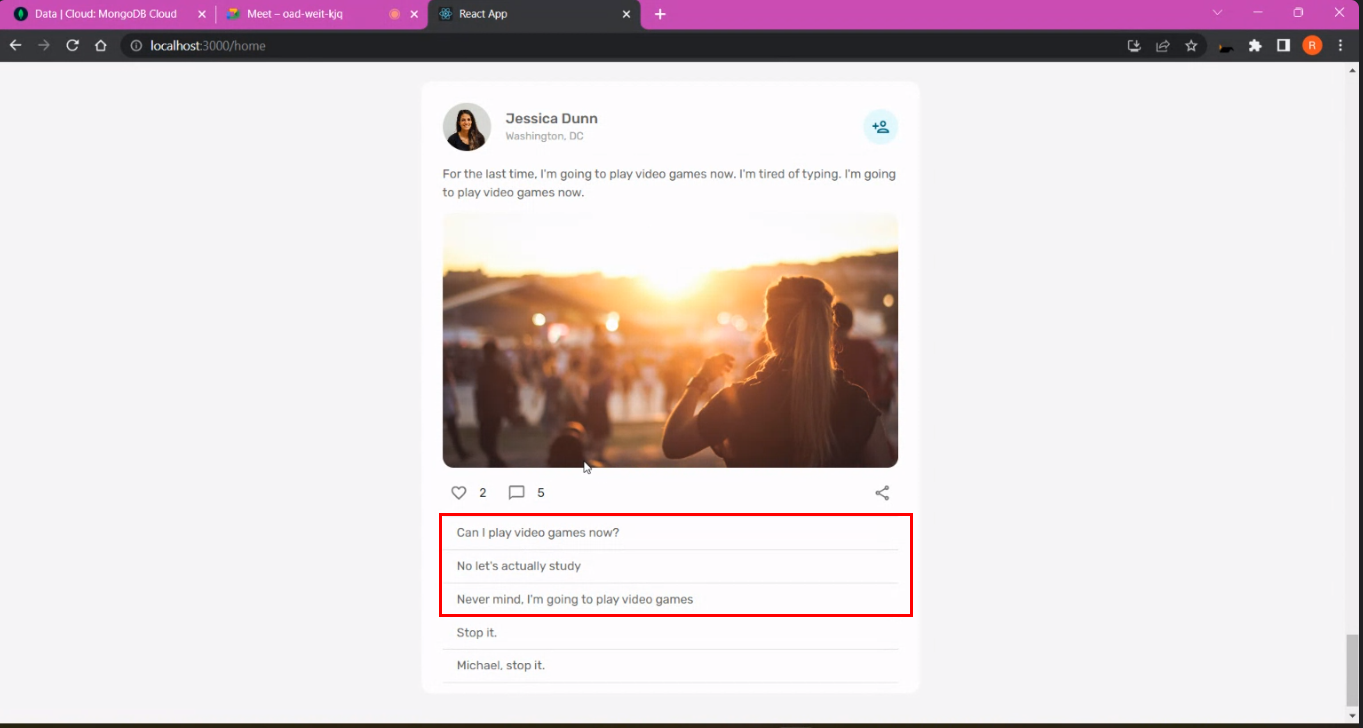 Data | Cloud: MongoDB Cloud
Meet – oad-weit-kjq
React App
localhost:3000/home
R
Jessica Dunn
Washington, DC
For the last time, I'm going to play video games now. I'm tired of typing. I'm going
to play video games now.
2
5
Can I play video games now?
No let's actually study
Never mind, I'm going to play video games
Stop it.
Michael, stop it.